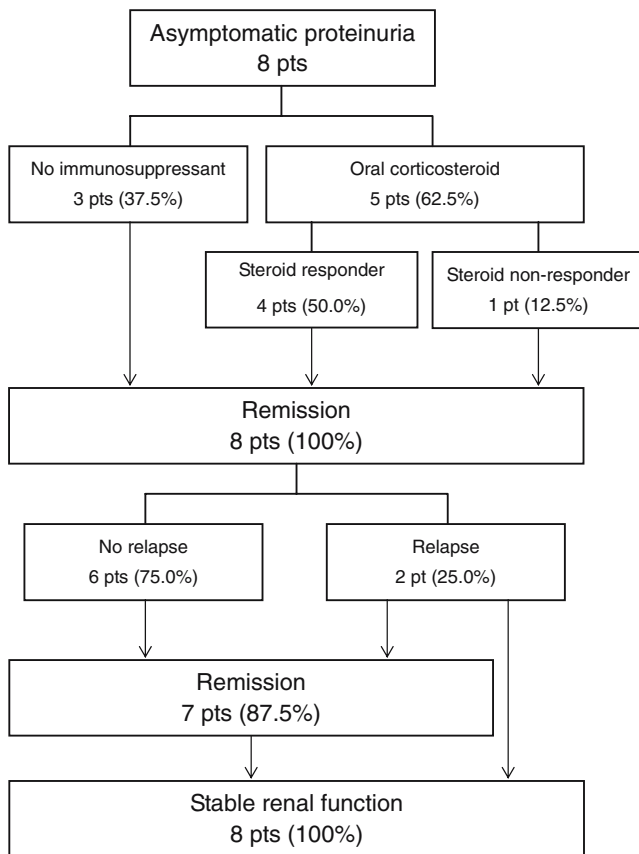 Asymptomatic proteinuria
8 pts
No immunosuppressant
3 pts (37.5%)
Oral corticosteroid
5 pts (62.5%)
Steroid responder
4 pts (50.0%)
Steroid non-responder
1 pt (12.5%)
Remission
8 pts (100%)
No relapse
6 pts (75.0%)
Relapse
2 pt (25.0%)
Remission
7 pts (87.5%)
Stable renal function
8 pts (100%)